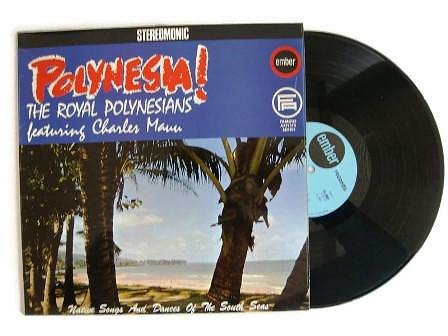 STEREOMONIC
POLYNESIA!
THE ROYAL POLYNESIANS
featuring Charles Mauu
ember
FAMOUS
ARTISTS
SERIES
Native Songs And Dances Of The South Seas
ember
records